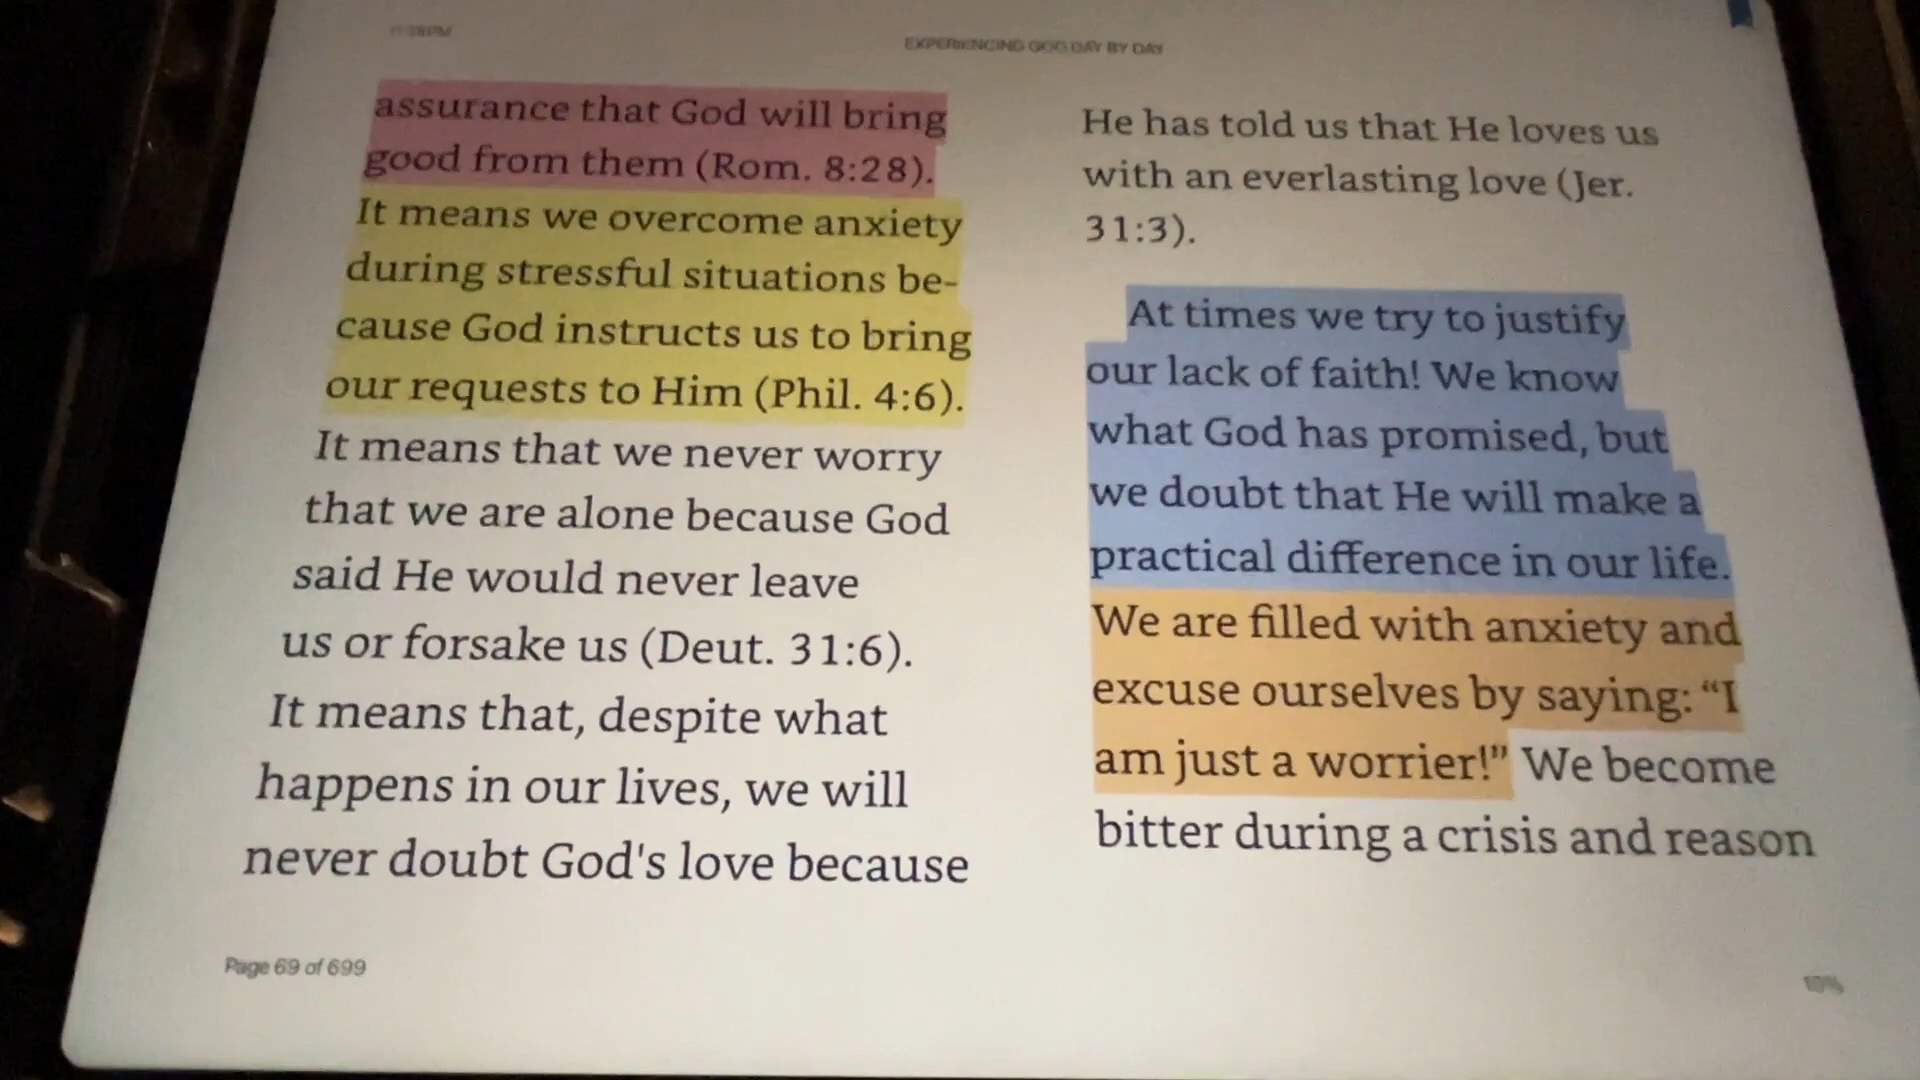 EXPERIENCING GOD DAY BY DAY
assurance that God will bring
good from them (Rom. 8:28).
It means we overcome anxiety
during stressful situations be-
cause God instructs us to bring
our requests to Him (Phil. 4:6).
It means that we never worry
that we are alone because God
said He would never leave
us or forsake us (Deut. 31:6).
It means that, despite what
happens in our lives, we will
never doubt God's love because
He has told us that He loves us
with an everlasting love (Jer.
31:3).
At times we try to justify
our lack of faith! We know
what God has promised, but
we doubt that He will make a
practical difference in our life.
We are filled with anxiety and
excuse ourselves by saying: “I
am just a worrier!” We become
bitter during a crisis and reason
Page 69 of 699
10%